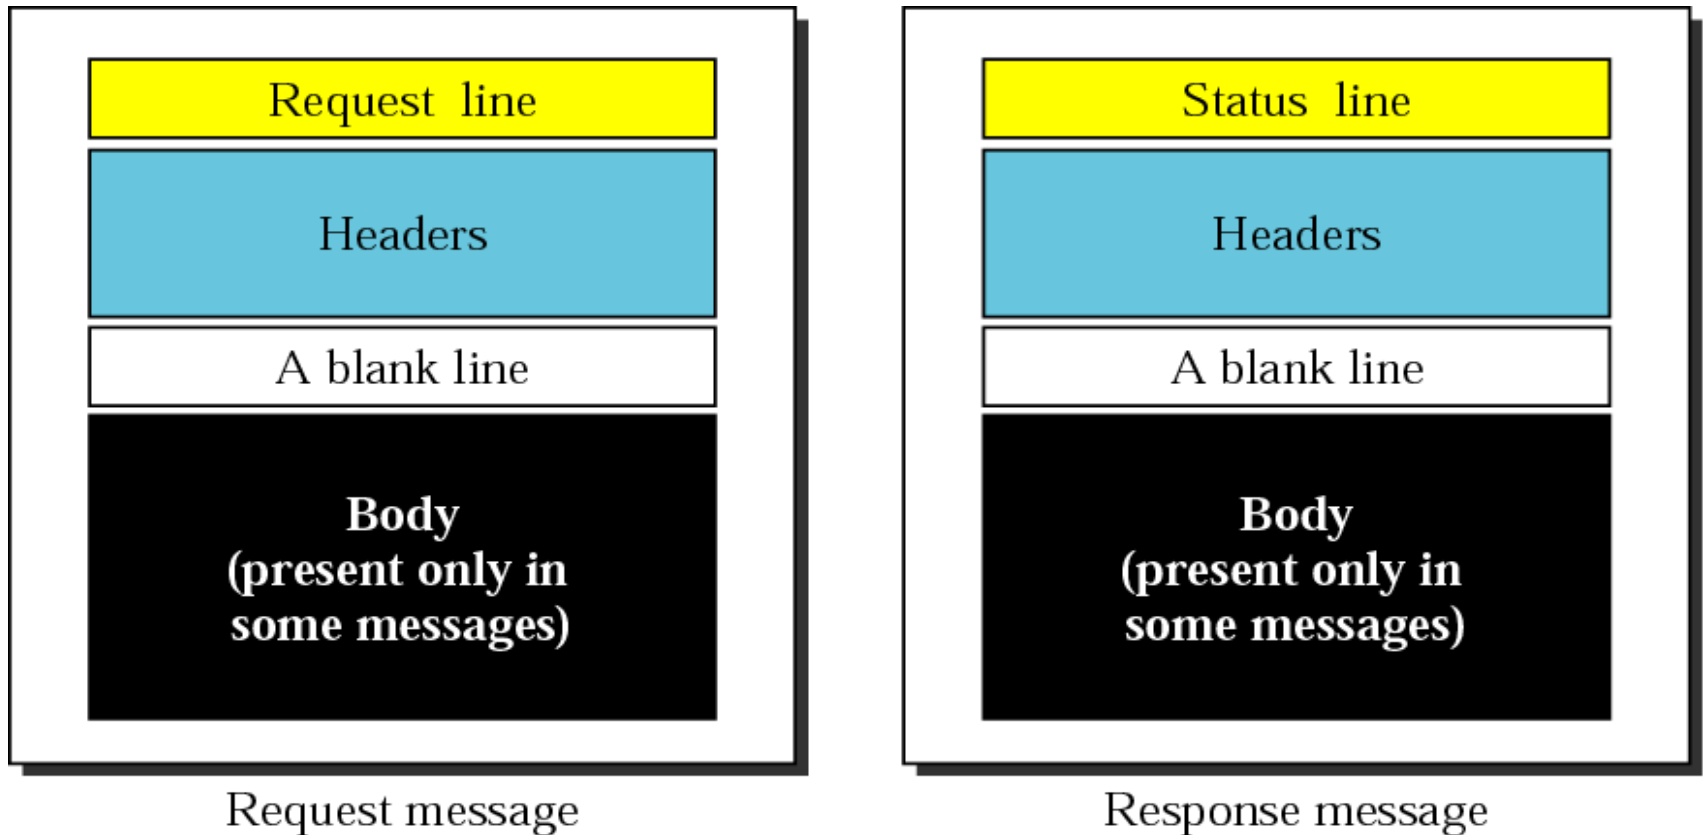 Request line
Headers
A blank line
Body
(present only in
some messages)
Request message
Status line
Headers
A blank line
Body
(present only in
some messages)
Response message